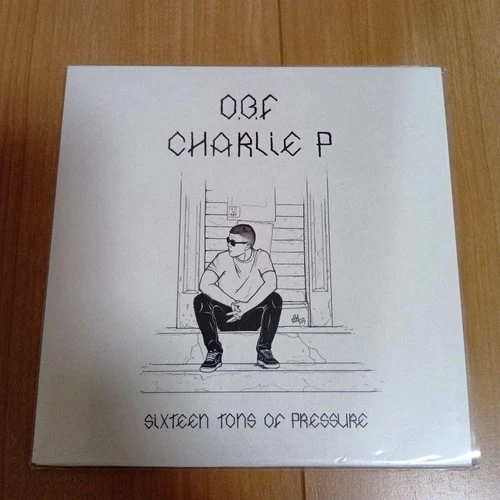 O.B.F
CHARLIE P
SIXTEEN TONS OF PRESSURE